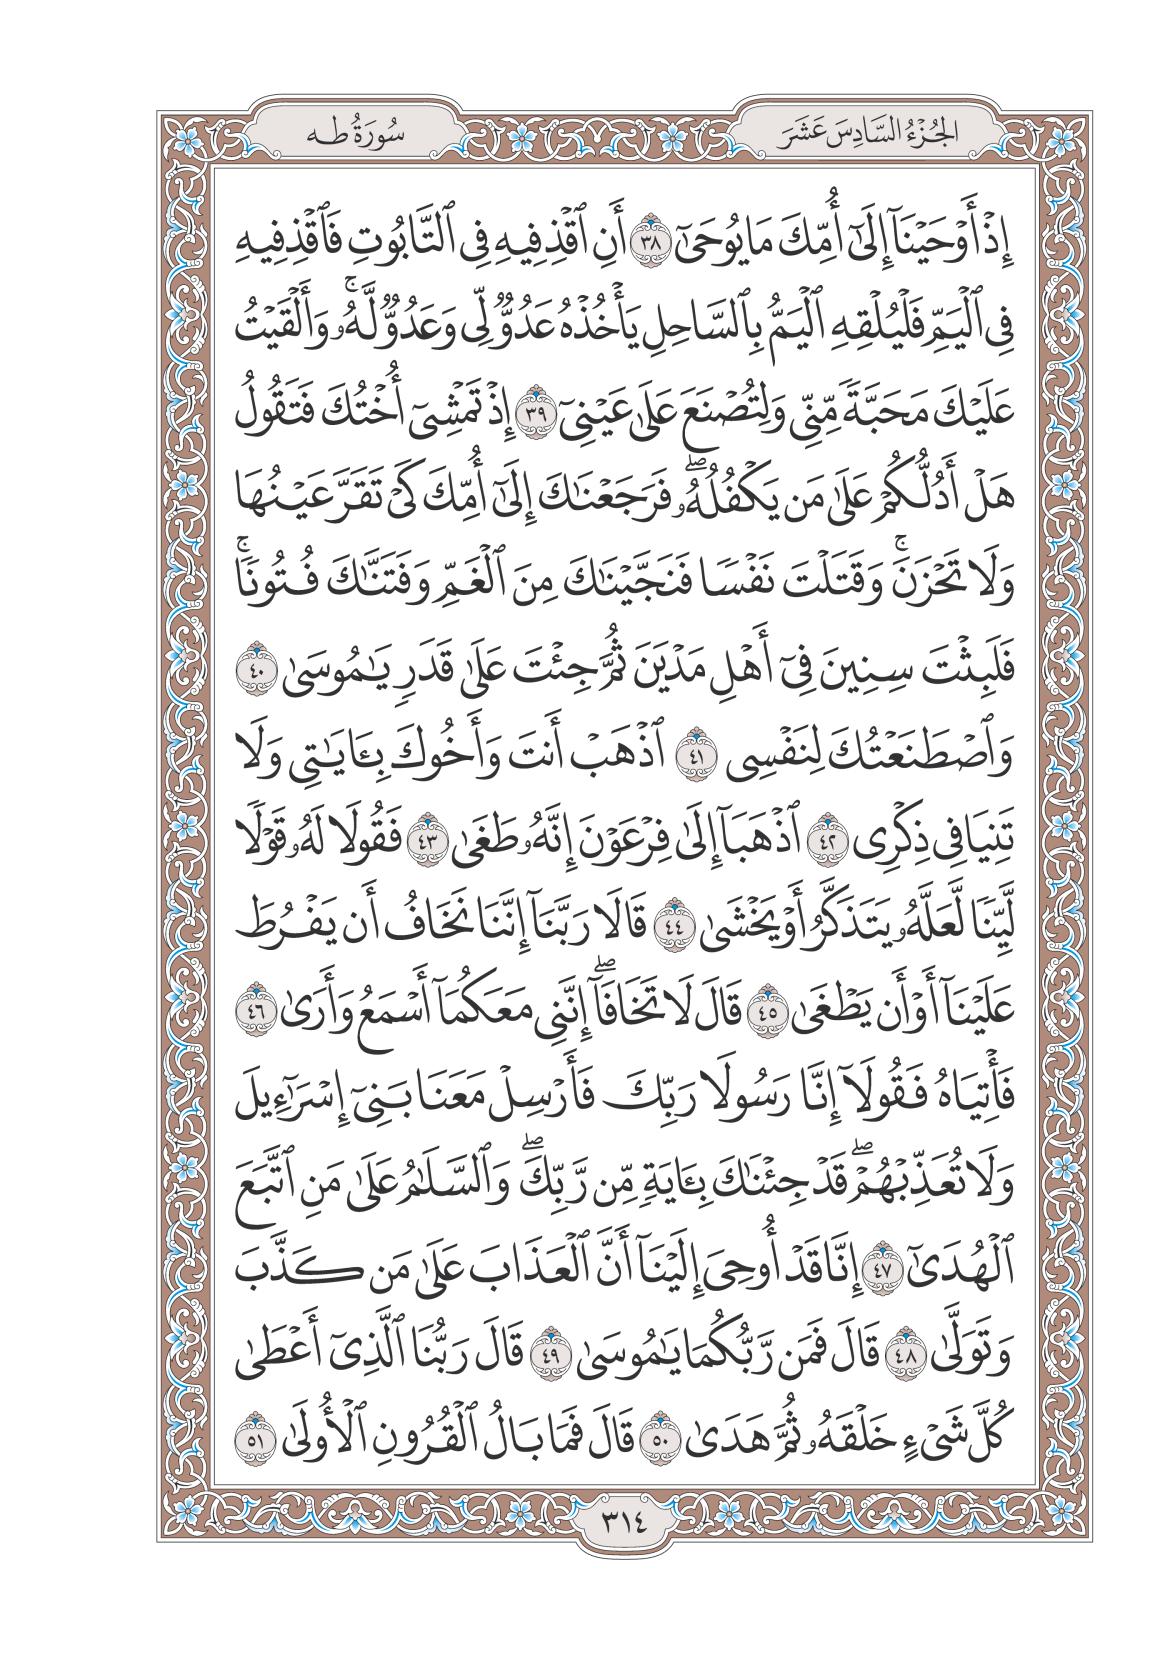 الجُزْءُ السَّادِسَ عَشَرَ
سُورَةُ طه
إِذْ أَوْحَيْنَآ إِلَىٰٓ أُمِّكَ مَا يُوحَىٰٓ ٣٨ أَنِ ٱقْذِفِيهِ فِى ٱلتَّابُوتِ فَٱقْذِفِيهِ
فِى ٱلْيَمِّ فَلْيُلْقِهِ ٱلْيَمُّ بِٱلسَّاحِلِ يَأْخُذْهُ عَدُوٌّ لِّى وَعَدُوٌّ لَّهُۥۚ وَأَلْقَيْتُ
عَلَيْكَ مَحَبَّةً مِّنِّى وَلِتُصْنَعَ عَلَىٰ عَيْنِىٓ ٣٩ إِذْ تَمْشِىٓ أُخْتُكَ فَتَقُولُ
هَلْ أَدُلُّكُمْ عَلَىٰ مَن يَكْفُلُهُۥۖ فَرَجَعْنَٰكَ إِلَىٰٓ أُمِّكَ كَىْ تَقَرَّ عَيْنُهَا
وَلَا تَحْزَنَۚ وَقَتَلْتَ نَفْسًا فَنَجَّيْنَٰكَ مِنَ ٱلْغَمِّ وَفَتَنَّٰكَ فُتُونًاۚ
فَلَبِثْتَ سِنِينَ فِىٓ أَهْلِ مَدْيَنَ ثُمَّ جِئْتَ عَلَىٰ قَدَرٍ يَٰمُوسَىٰ ٤٠
وَٱصْطَنَعْتُكَ لِنَفْسِى ٤١ ٱذْهَبْ أَنتَ وَأَخُوكَ بِـَٔايَٰتِى وَلَا
تَنِيَا فِى ذِكْرِى ٤٢ ٱذْهَبَآ إِلَىٰ فِرْعَوْنَ إِنَّهُۥ طَغَىٰ ٤٣ فَقُولَا لَهُۥ قَوْلًا
لَّيِّنًا لَّعَلَّهُۥ يَتَذَكَّرُ أَوْ يَخْشَىٰ ٤٤ قَالَا رَبَّنَآ إِنَّنَا نَخَافُ أَن يَفْرُطَ
عَلَيْنَآ أَوْ أَن يَطْغَىٰ ٤٥ قَالَ لَا تَخَافَآۖ إِنَّنِى مَعَكُمَآ أَسْمَعُ وَأَرَىٰ ٤٦
فَأْتِيَاهُ فَقُولَآ إِنَّا رَسُولَا رَبِّكَ فَأَرْسِلْ مَعَنَا بَنِىٓ إِسْرَٰٓءِيلَ
وَلَا تُعَذِّبْهُمْۖ قَدْ جِئْنَٰكَ بِـَٔايَةٍ مِّن رَّبِّكَۖ وَٱلسَّلَٰمُ عَلَىٰ مَنِ ٱتَّبَعَ
ٱلْهُدَىٰٓ ٤٧ إِنَّا قَدْ أُوحِىَ إِلَيْنَآ أَنَّ ٱلْعَذَابَ عَلَىٰ مَن كَذَّبَ
وَتَوَلَّىٰ ٤٨ قَالَ فَمَن رَّبُّكُمَا يَٰمُوسَىٰ ٤٩ قَالَ رَبُّنَا ٱلَّذِىٓ أَعْطَىٰ
كُلَّ شَىْءٍ خَلْقَهُۥ ثُمَّ هَدَىٰ ٥٠ قَالَ فَمَا بَالُ ٱلْقُرُونِ ٱلْأُولَىٰ ٥١
٣١٤